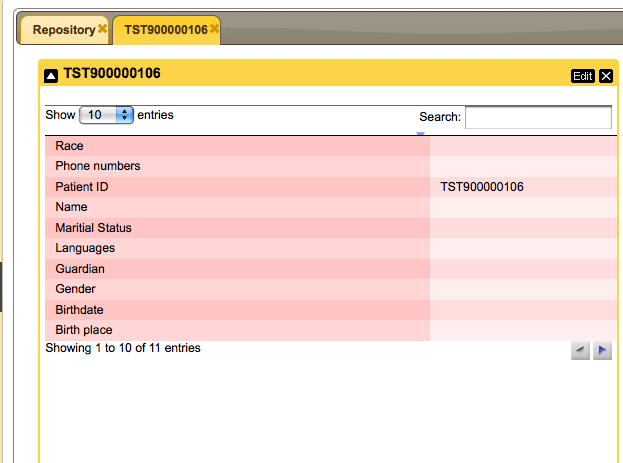 Repository TST900000106
TST900000106 Edit
Show 10 entries Search:
Race
Phone numbers
Patient ID TST900000106
Name
Maritial Status
Languages
Guardian
Gender
Birthdate
Birth place
Showing 1 to 10 of 11 entries